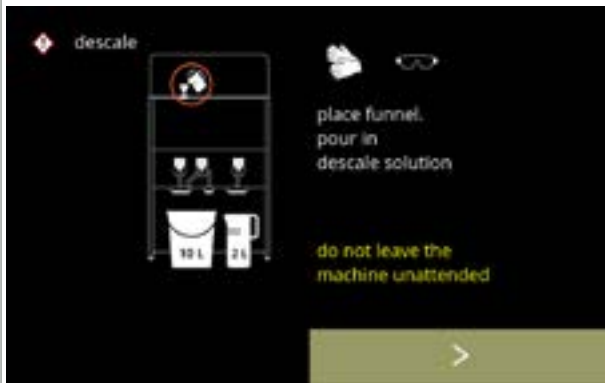 descale
place funnel.
pour in
descale solution
10 L
2 L
do not leave the
machine unattended
>